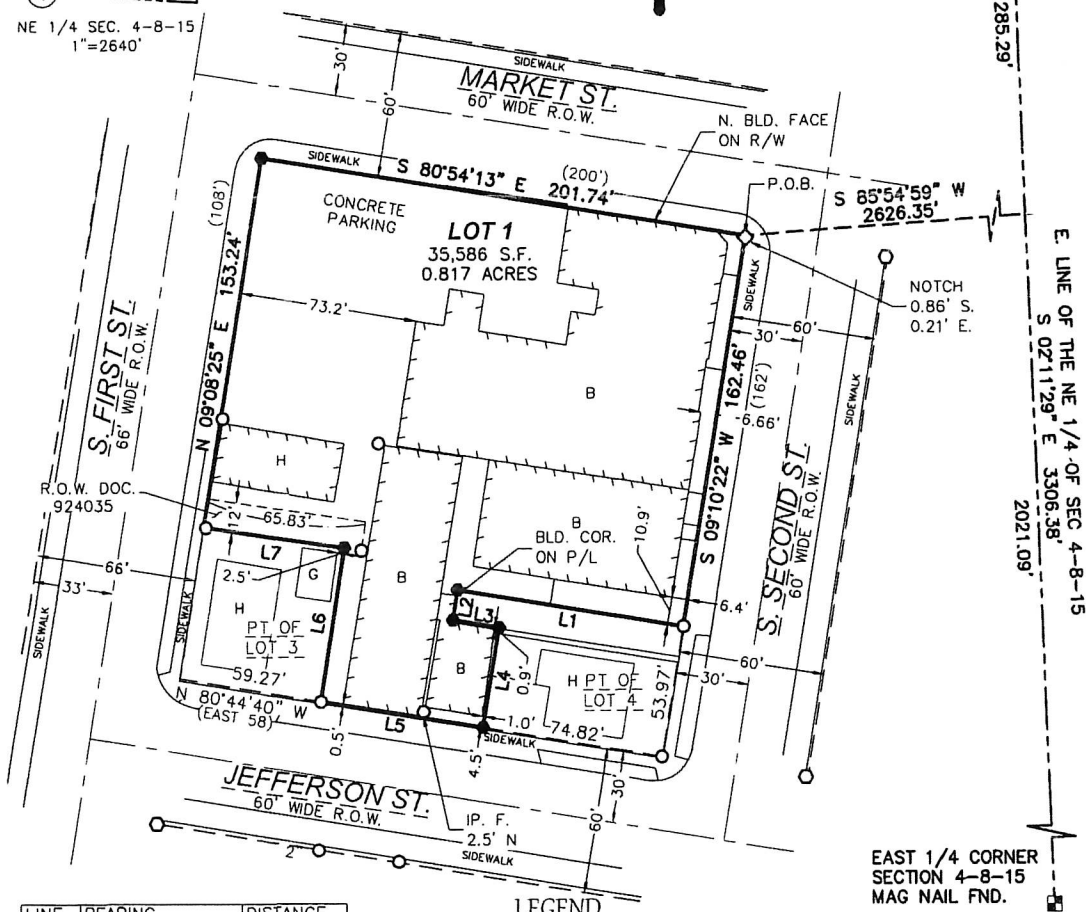 NE 1/4 SEC. 4-8-15
1"=2640'
285.29'
SIDEWALK
30'
60'
MARKET ST.
60' WIDE R.O.W.
N. BLD. FACE
ON R/W
SIDEWALK
S 80°54'13" E
(200')
201.74'
P.O.B.
S 85°54'59" W
2626.35'
(108')
CONCRETE
PARKING
LOT 1
35,586 S.F.
0.817 ACRES
SIDEWALK
NOTCH
0.86' S.
0.21' E.
N 09°08'25" E 153.24'
73.2'
60'
30'
S. FIRST ST.
66' WIDE R.O.W.
B
S 09°10'22" W 162.46'
(162')
6.66'
SIDEWALK
E. LINE OF THE NE 1/4 OF SEC 4-8-15
S 02°11'29" E 3306.38'
2021.09'
H
R.O.W. DOC.
924035
12'
65.83'
B
BLD. COR.
ON P/L
10.9'
S. SECOND ST.
60' WIDE R.O.W.
66'
33'
L7
2.5'
G
B
L2
L3
L1
6.4'
SIDEWALK
SIDEWALK
H
PT OF
LOT 3
L6
L4
0.9'
B
H PT OF
LOT 4
53.97'
60'
30'
59.27'
N 80°44'40" W
(EAST 58')
0.5'
L5
1.0'
74.82'
4.5'
SIDEWALK
30'
60'
JEFFERSON ST.
60' WIDE R.O.W.
IP. F.
2.5' N
SIDEWALK
2
EAST 1/4 CORNER
SECTION 4-8-15
MAG NAIL FND.
LINE BEARING DISTANCE
LEGEND